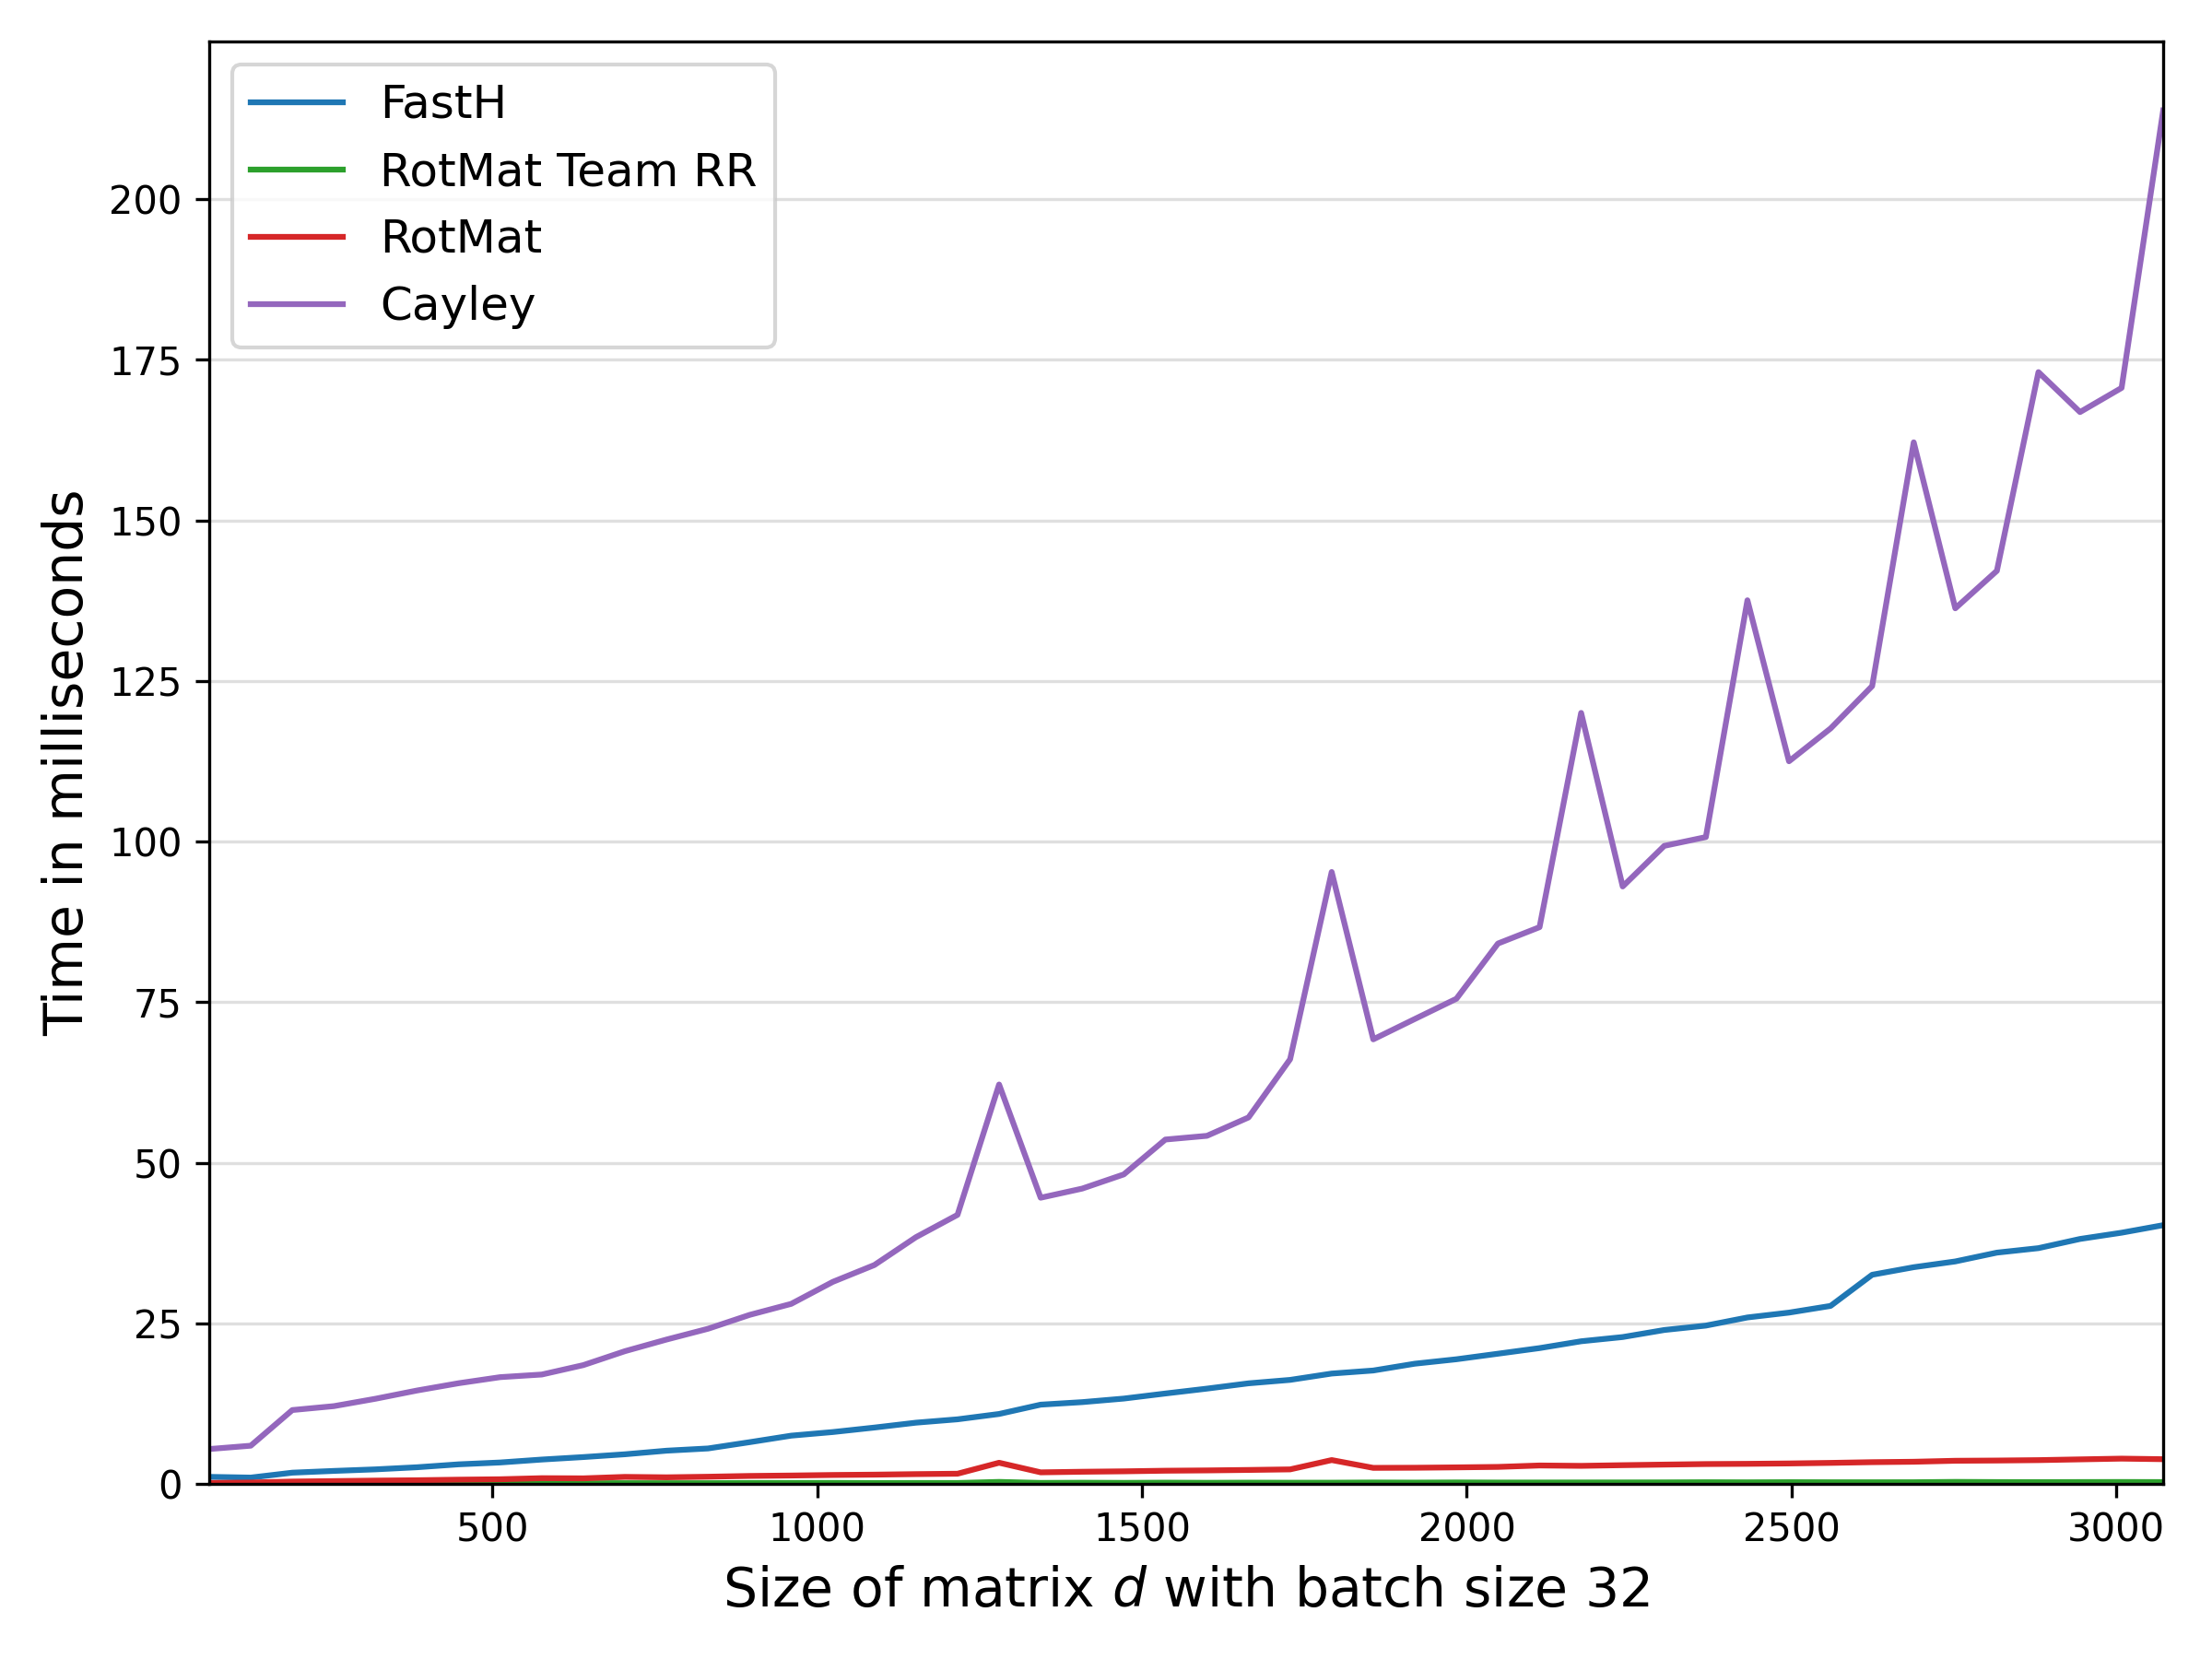 FastH
RotMat Team RR
RotMat
Cayley
Time in milliseconds
200
175
150
125
100
75
50
25
0
500 1000 1500 2000 2500 3000
Size of matrix d with batch size 32